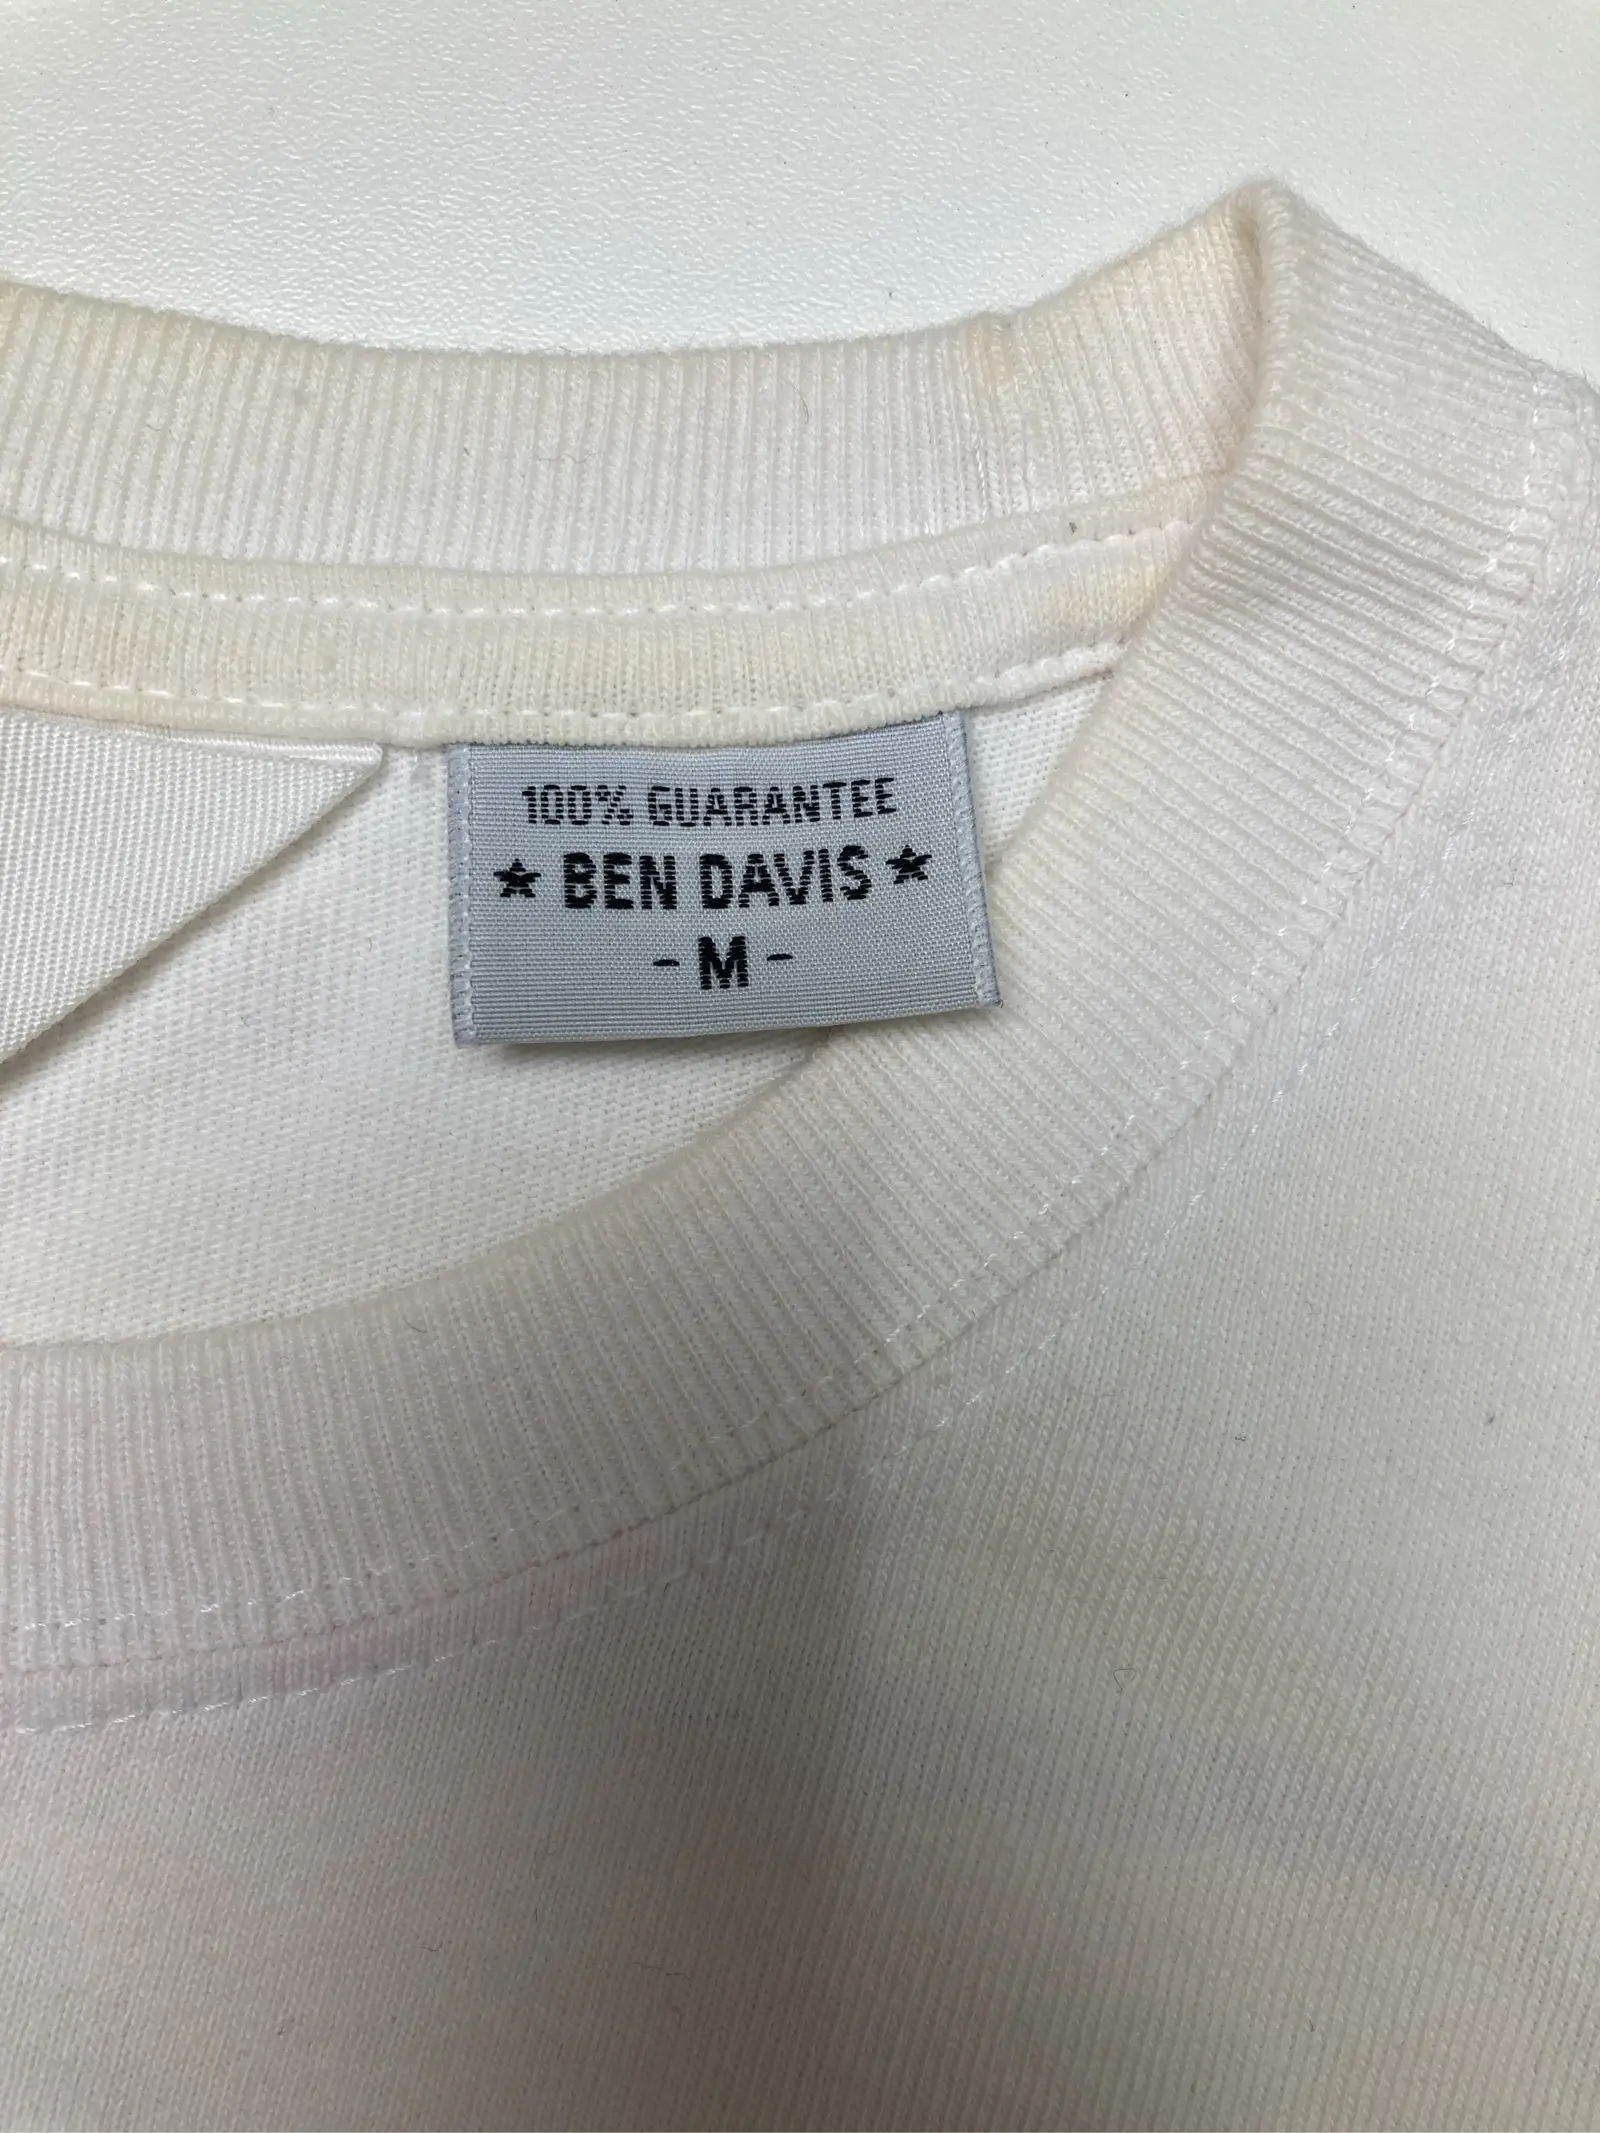 100% GUARANTEE
★ BEN DAVIS ★
- M -